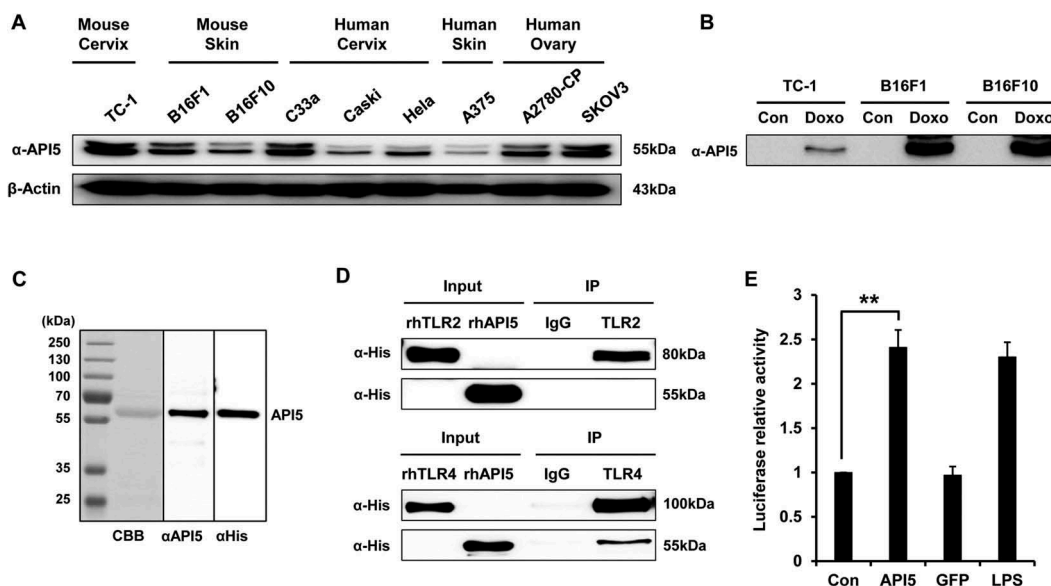 A
Mouse Cervix
Mouse Skin
Human Cervix
Human Skin
Human Ovary
TC-1
B16F1
B16F10
C33a
Caski
Hela
A375
A2780-CP
SKOV3
α-API5
55kDa
β-Actin
43kDa
B
TC-1
B16F1
B16F10
Con
Doxo
Con
Doxo
Con
Doxo
α-API5
C
(kDa)
250
130
100
70
55
35
25
API5
CBB
αAPI5
αHis
D
Input
IP
rhTLR2
rhAPI5
IgG
TLR2
α-His
80kDa
α-His
55kDa
Input
IP
rhTLR4
rhAPI5
IgG
TLR4
α-His
100kDa
α-His
55kDa
E
Luciferase relative activity
3
2.5
2
1.5
1
0.5
0
**
Con
API5
GFP
LPS